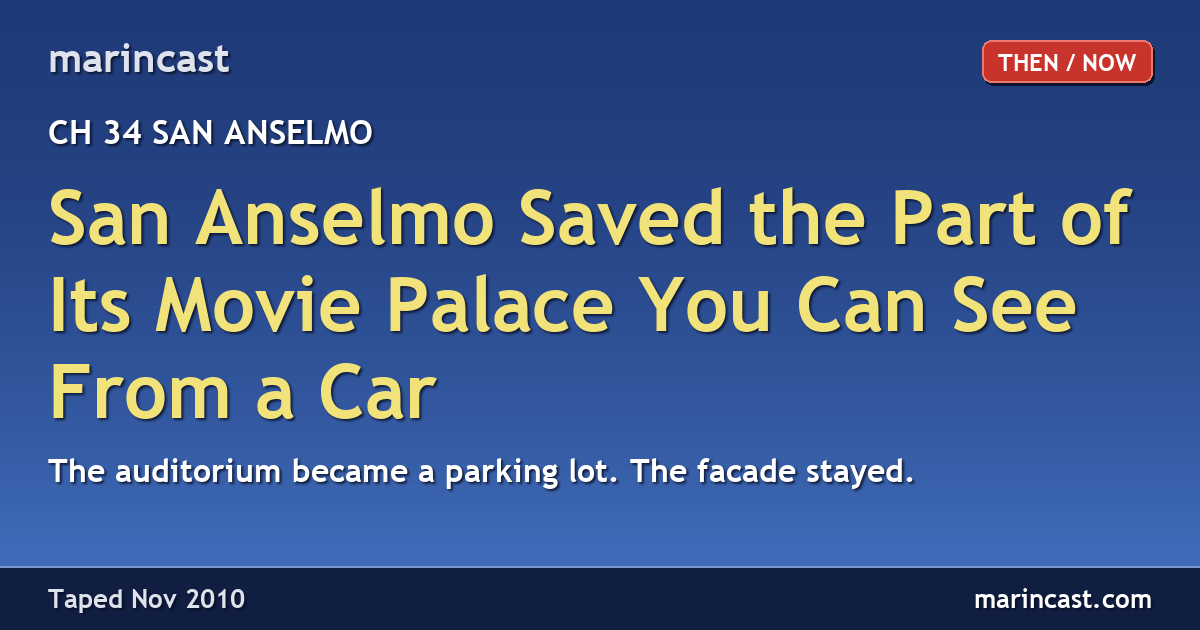 marincast
THEN / NOW
CH 34 SAN ANSELMO
San Anselmo Saved the Part of
Its Movie Palace You Can See
From a Car
The auditorium became a parking lot. The facade stayed.
Taped Nov 2010
marincast.com